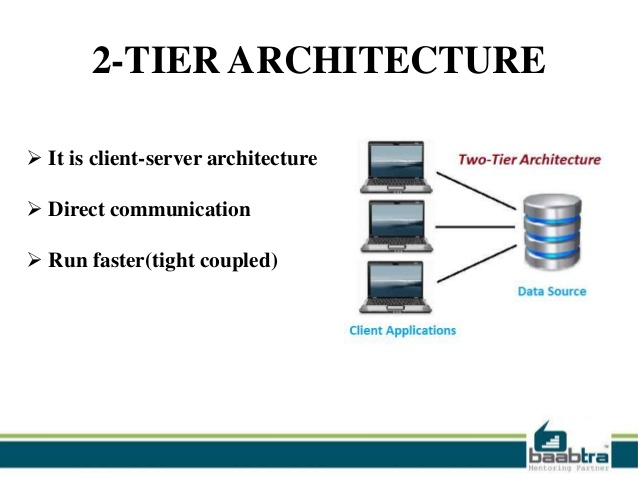 2-TIER ARCHITECTURE
➢ It is client-server architecture
➢ Direct communication
➢ Run faster(tight coupled)
Two-Tier Architecture
Data Source
Client Applications
baabtra
Mentoring Partner